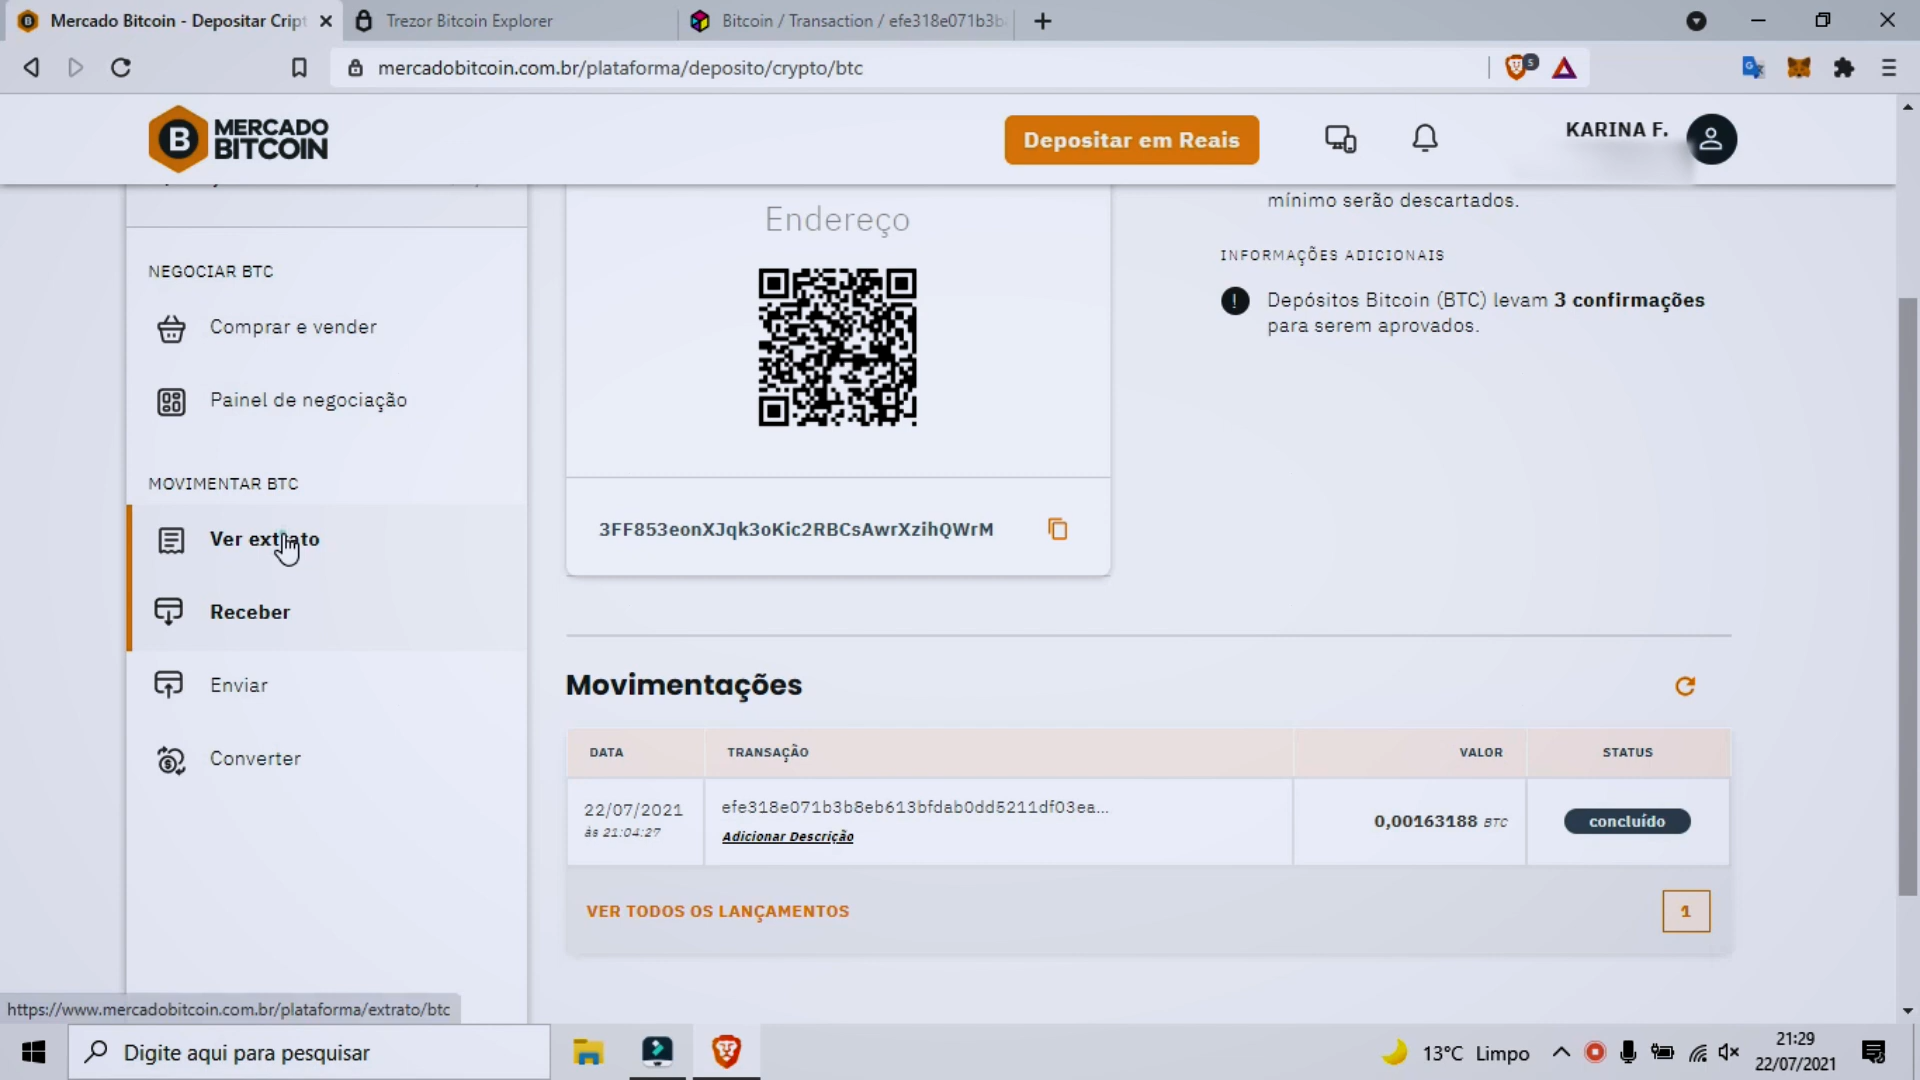 Mercado Bitcoin - Depositar Cript
Trezor Bitcoin Explorer
Bitcoin / Transaction / efe318e071b3b
mercadobitcoin.com.br/plataforma/deposito/crypto/btc
5
MERCADO
BITCOIN
Depositar em Reais
KARINA F.
Endereço
mínimo serão descartados.
INFORMAÇÕES ADICIONAIS
Depósitos Bitcoin (BTC) levam 3 confirmações
para serem aprovados.
NEGOCIAR BTC
Comprar e vender
Painel de negociação
MOVIMENTAR BTC
Ver extrato
Receber
Enviar
Converter
3FF853eonXJqk3oKic2RBCsAwrXzihQWrM
Movimentações
DATA TRANSAÇÃO VALOR STATUS
22/07/2021
às 21:04:27
efe318e071b3b8eb613bfdab0dd5211df03ea...
Adicionar Descrição
0,00163188 BTC
concluído
VER TODOS OS LANÇAMENTOS
1
https://www.mercadobitcoin.com.br/plataforma/extrato/btc
Digite aqui para pesquisar
13°C Limpo
21:29
22/07/2021